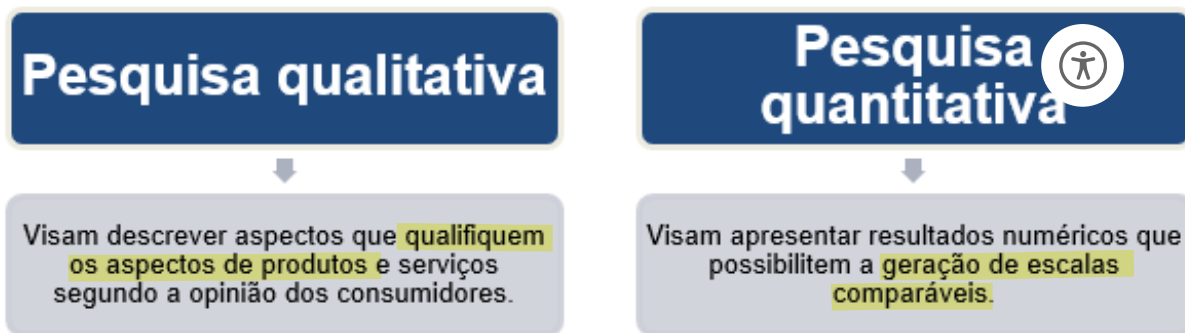 Pesquisa qualitativa
Pesquisa
quantitativa
Visam descrever aspectos que qualifiquem
os aspectos de produtos e serviços
segundo a opinião dos consumidores.
Visam apresentar resultados numéricos que
possibilitem a geração de escalas
comparáveis.